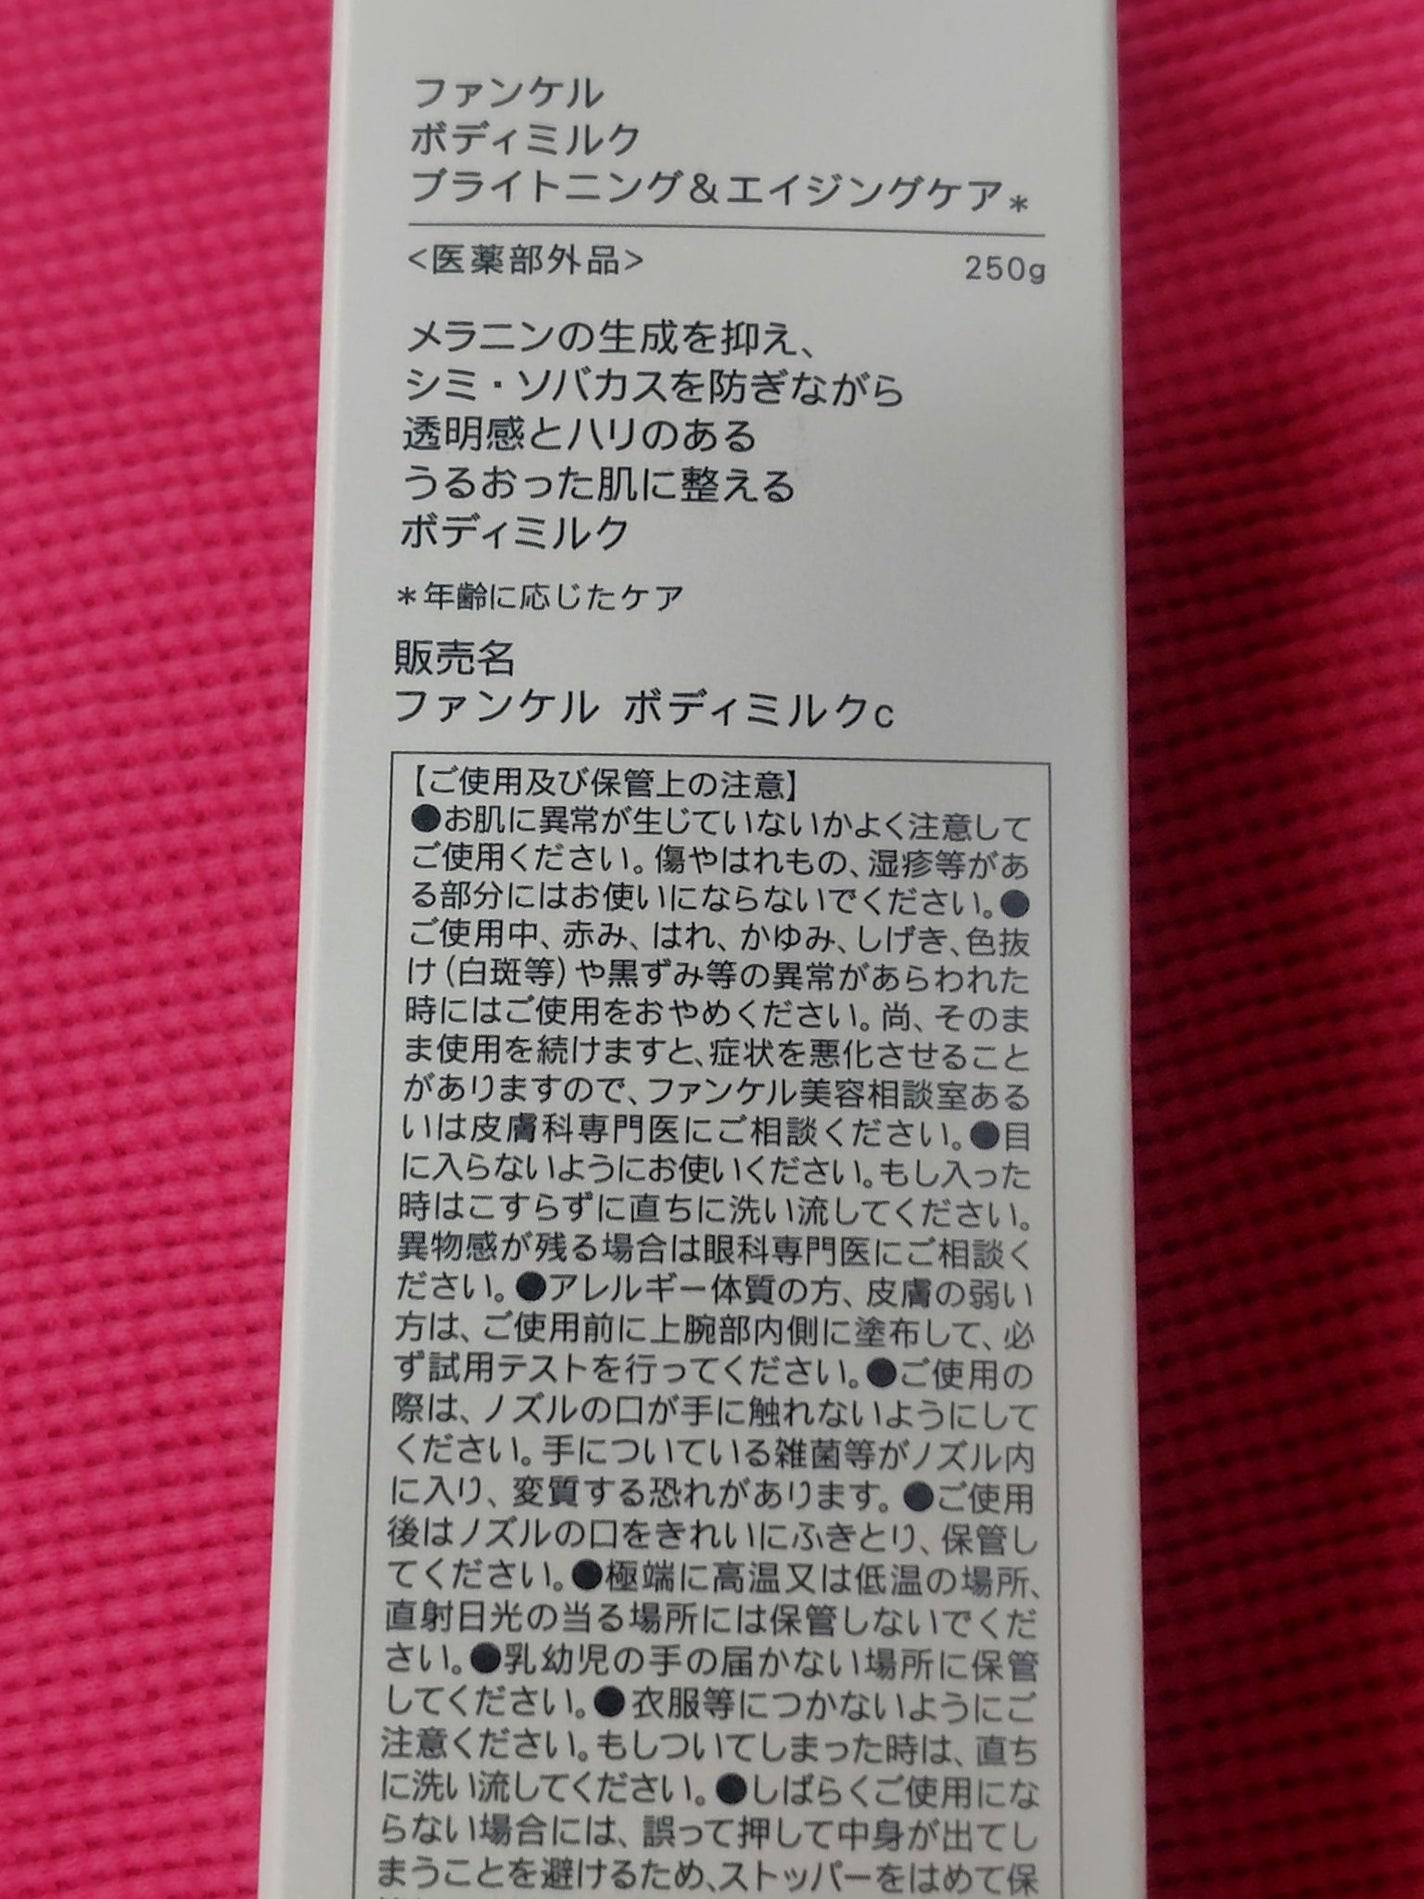 ファンケル
ボディミルク
ブライトニング&エイジングケア*
<医薬部外品> 250g
メラニンの生成を抑え、
シミ・ソバカスを防ぎながら
透明感とハリのある
うるおった肌に整える
ボディミルク
*年齢に応じたケア
販売名
ファンケル ボディミルクc
【ご使用及び保管上の注意】
●お肌に異常が生じていないかよく注意して
ご使用ください。傷やはれもの、湿疹等があ
る部分にはお使いにならないでください。●
ご使用中、赤み、はれ、かゆみ、しげき、色抜
け(白斑等)や黒ずみ等の異常があらわれた
時にはご使用をおやめください。尚、そのま
ま使用を続けますと、症状を悪化させること
がありますので、ファンケル美容相談室ある
いは皮膚科専門医にご相談ください。●目
に入らないようにお使いください。もし入った
時はこすらずに直ちに洗い流してください。
異物感が残る場合は眼科専門医にご相談く
ださい。●アレルギー体質の方、皮膚の弱い
方は、ご使用前に上腕部内側に塗布して、必
ず試用テストを行ってください。●ご使用の
際は、ノズルの口が手に触れないようにして
ください。手についている雑菌等がノズル内
に入り、変質する恐れがあります。●ご使用
後はノズルの口をきれいにふきとり、保管し
てください。●極端に高温又は低温の場所、
直射日光の当る場所には保管しないでくだ
さい。●乳幼児の手の届かない場所に保管
してください。●衣服等につかないようにご
注意ください。もしついてしまった時は、直ち
に洗い流してください。●しばらくご使用にな
らない場合には、誤って押して中身が出てし
まうことを避けるため、ストッパーをはめて保